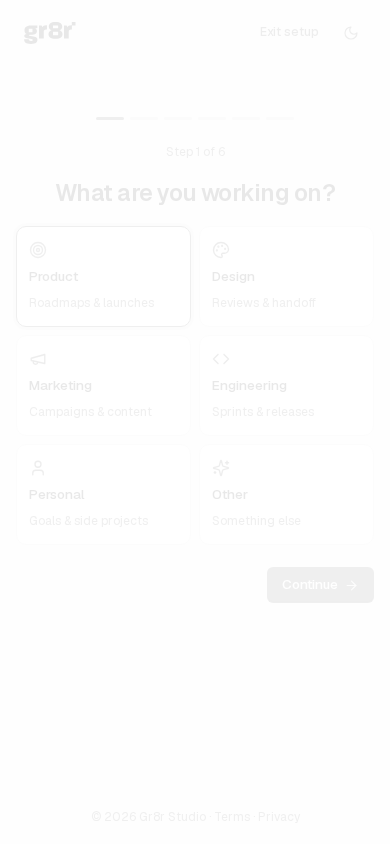 gr8r
Exit setup
Step 1 of 6
What are you working on?
Product
Roadmaps & launches
Design
Reviews & handoff
Marketing
Campaigns & content
Engineering
Sprints & releases
Personal
Goals & side projects
Other
Something else
Continue →
© 2026 Gr8r Studio · Terms · Privacy